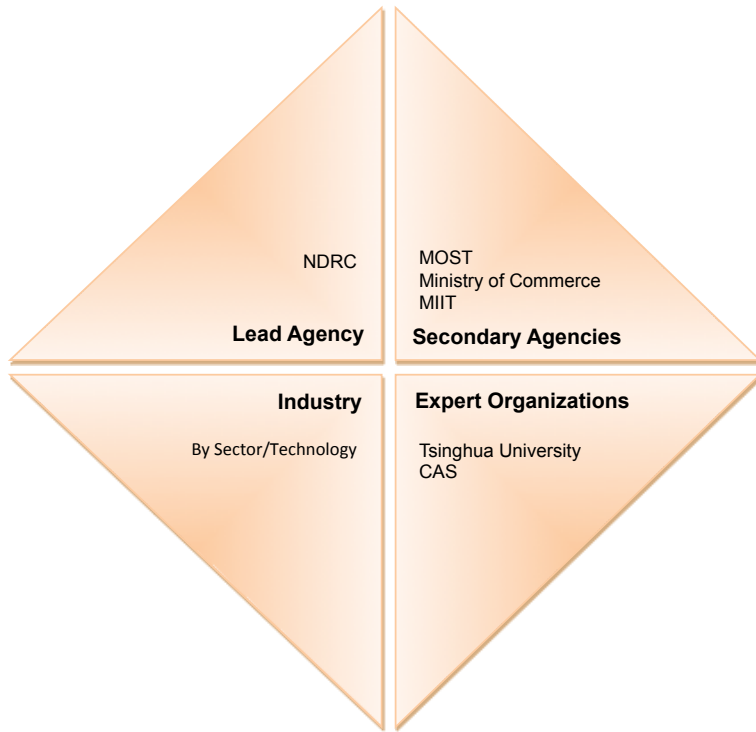 NDRC
Lead Agency
MOST
Ministry of Commerce
MIIT
Secondary Agencies
Industry
By Sector/Technology
Expert Organizations
Tsinghua University
CAS